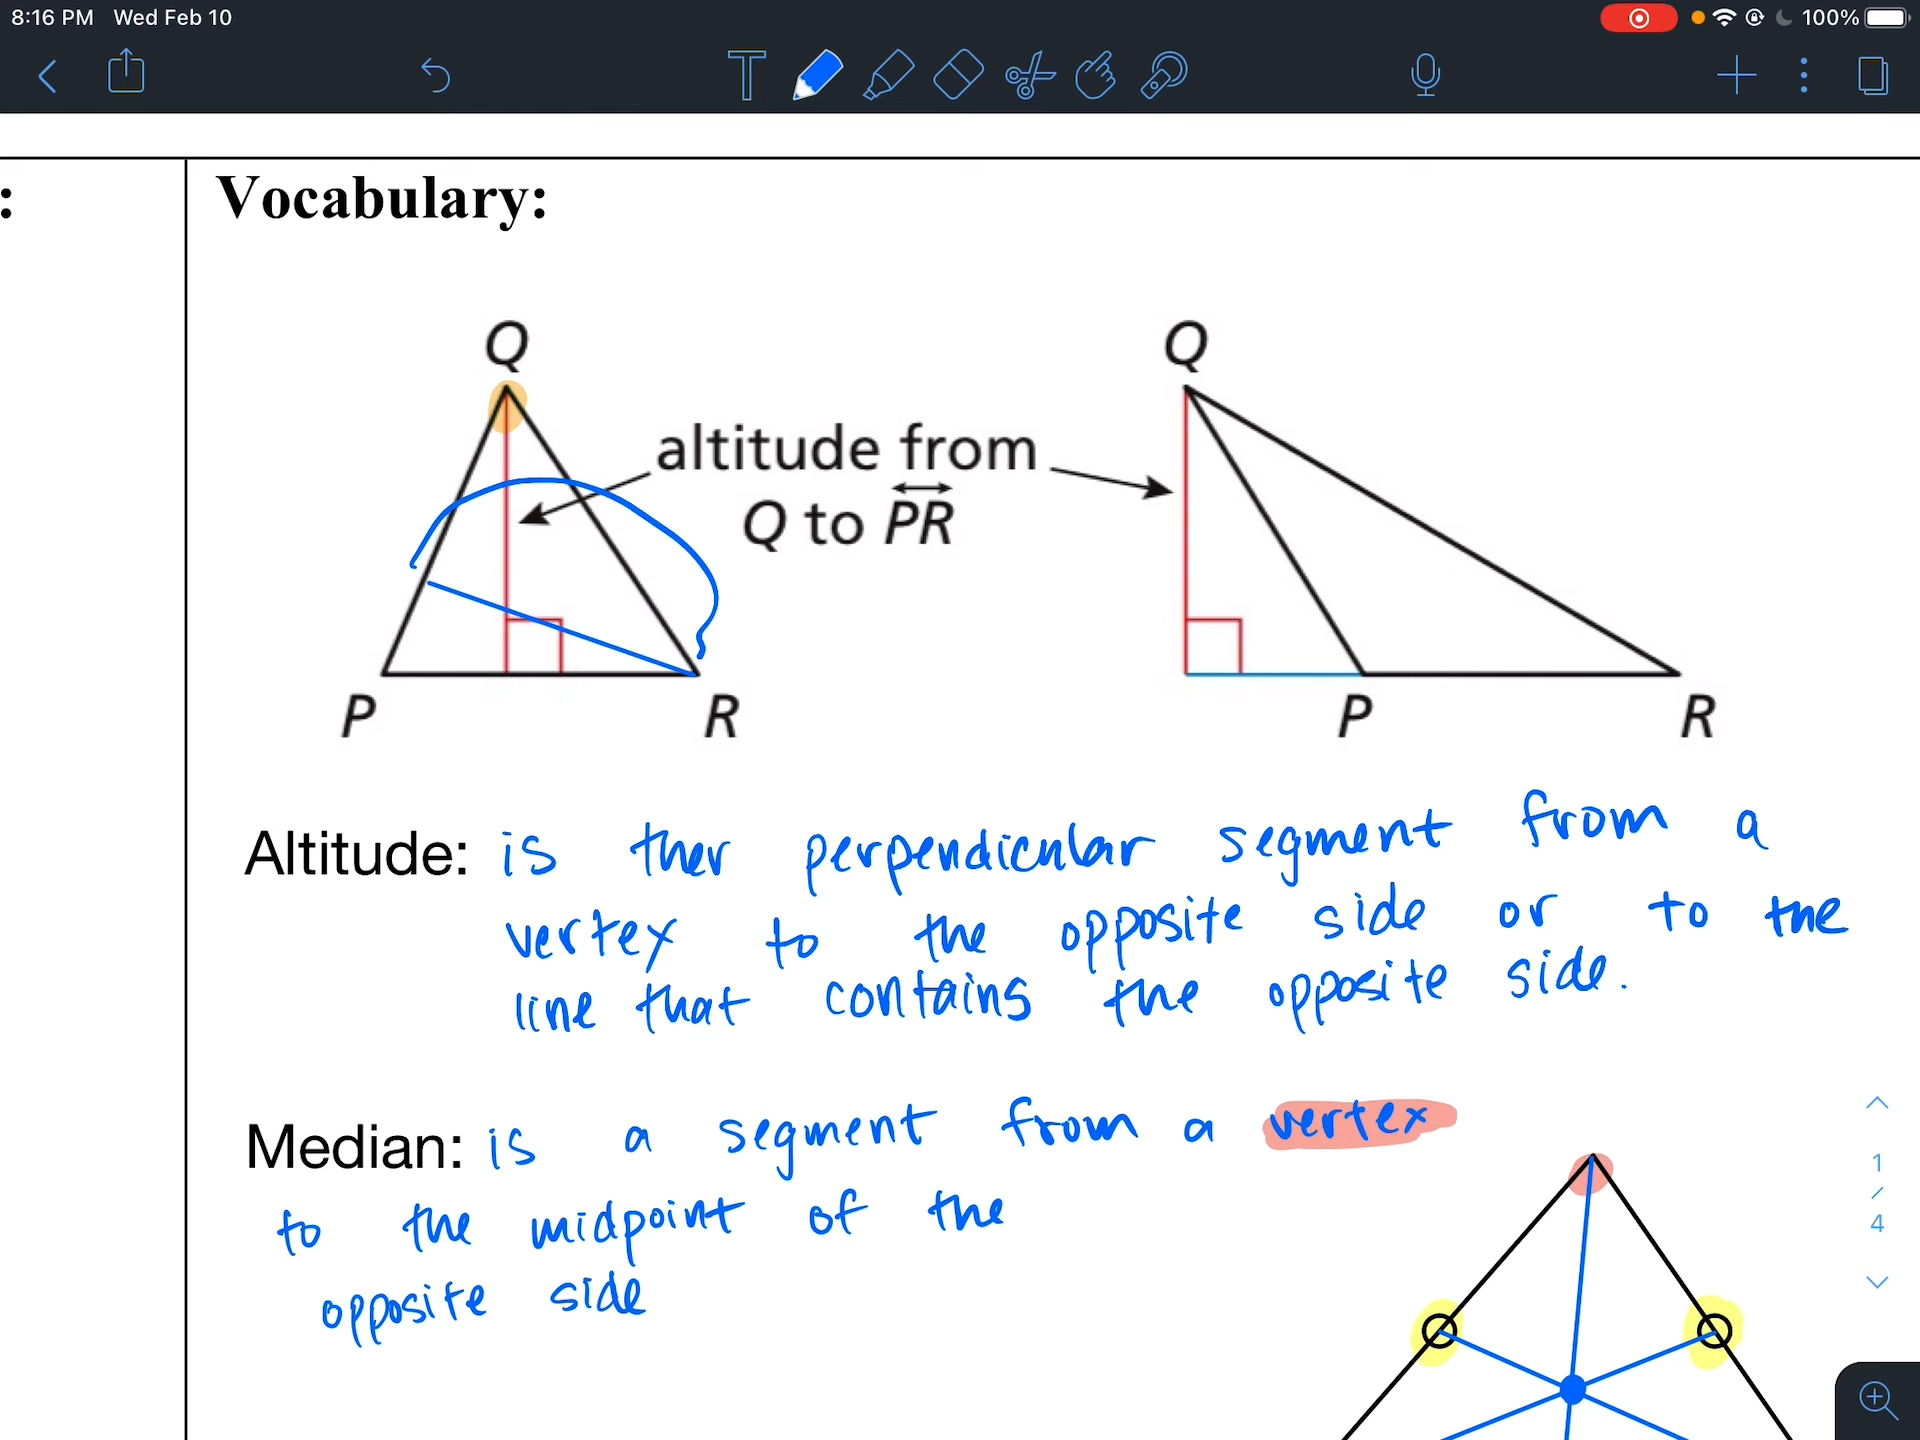 8:16 PM Wed Feb 10
100%
T
:
Vocabulary:
Q
Q
altitude from
Q to PR
P
R
P
R
Altitude: is ther perpendicular segment from a
vertex to the opposite side or to the
line that contains the opposite side.
Median: is a segment from a vertex
to the midpoint of the
opposite side
1
/
4